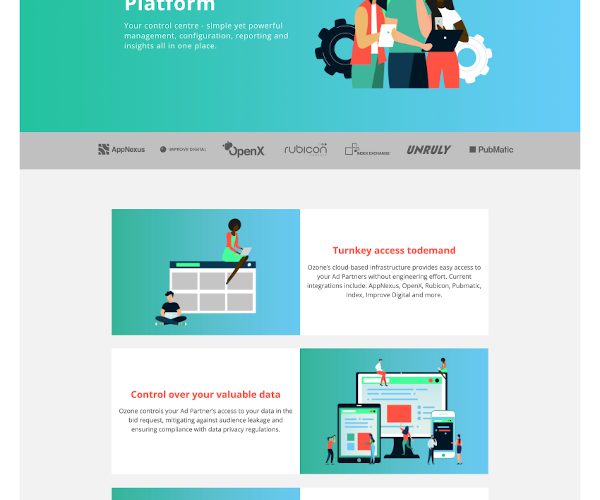 Platform
Your control centre - simple yet powerful
management, configuration, reporting and
insights all in one place.
AppNexus
IMPROVE DIGITAL
OpenX
rubicon
INDEX EXCHANGE
UNRULY
PubMatic
Turnkey access todemand
Ozone's cloud-based infrastructure provides easy access to
your Ad Partners without engineering effort. Current
integrations include: AppNexus, OpenX, Rubicon, Pubmatic,
Index, Improve Digital and more.
Control over your valuable data
Ozone controls your Ad Partner's access to your data in the
bid request, mitigating against audience leakage and
ensuring compliance with data privacy regulations.